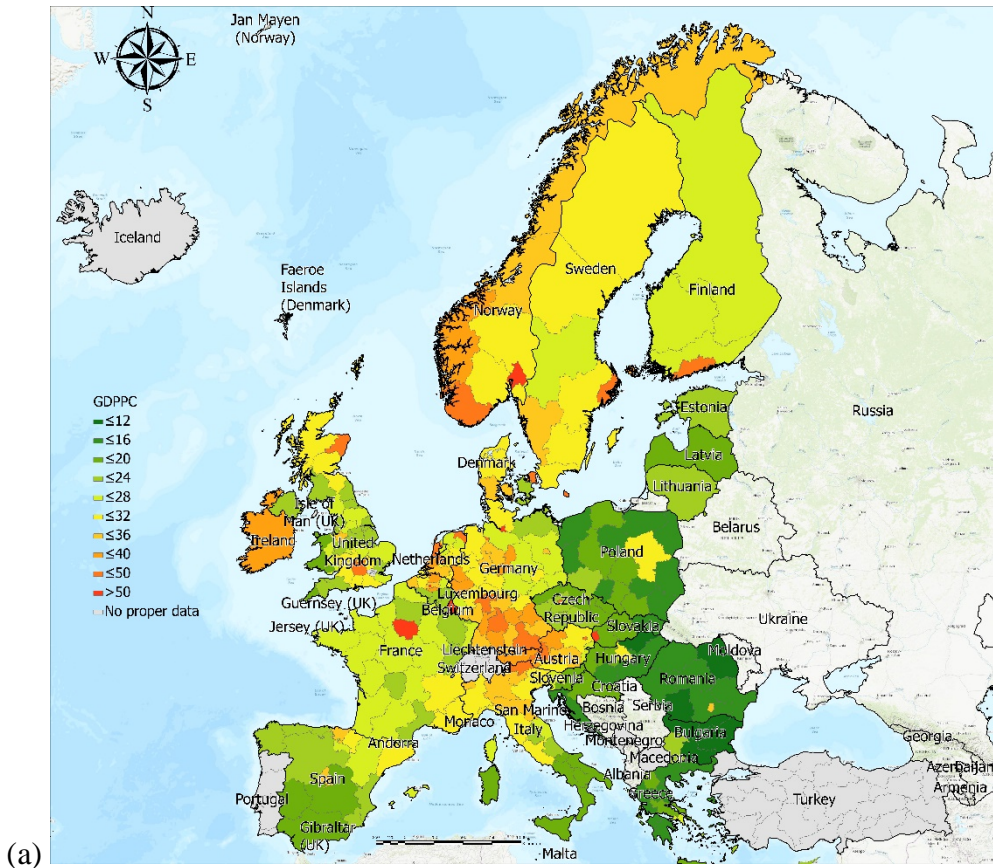 Jan Mayen
(Norway)
N
W E
S
Iceland
Faeroe
Islands
(Denmark)
Sweden
Norway
Finland
GDPPC
≤12
≤16
≤20
≤24
≤28
≤32
≤36
≤40
≤50
>50
No proper data
Estonia
Russia
Latvia
Denmark
Lithuania
Isle of
Man (UK)
Ireland
United
Kingdom
Belarus
Netherlands
Poland
Germany
Guernsey (UK)
Luxembourg
Belgium
Czech
Republic
Jersey (UK)
Slovakia
Ukraine
France
Liechtenstein
Switzerland
Austria
Hungary
Moldova
Slovenia
Romania
Croatia
San Marino
Bosnia
Serbia
Herzegovina
Monaco
Italy
Montenegro
Bulgaria
Andorra
Macedonia
Georgia
Spain
Albania
Azerbaijan
Armenia
Portugal
Greece
Turkey
Gibraltar
(UK)
Malta
(a)